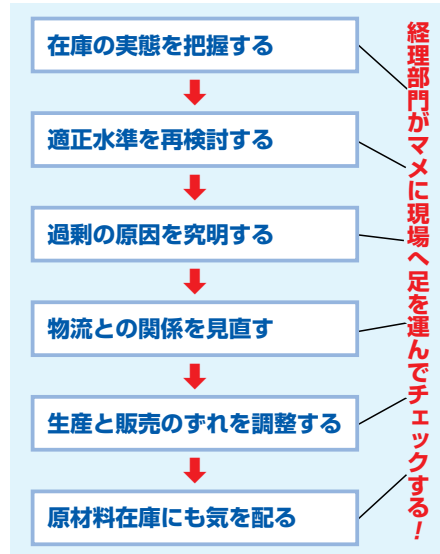 在庫の実態を把握する
適正水準を再検討する
過剰の原因を究明する
物流との関係を見直す
生産と販売のずれを調整する
原材料在庫にも気を配る
経理部門がマメに現場へ足を運んでチェックする!